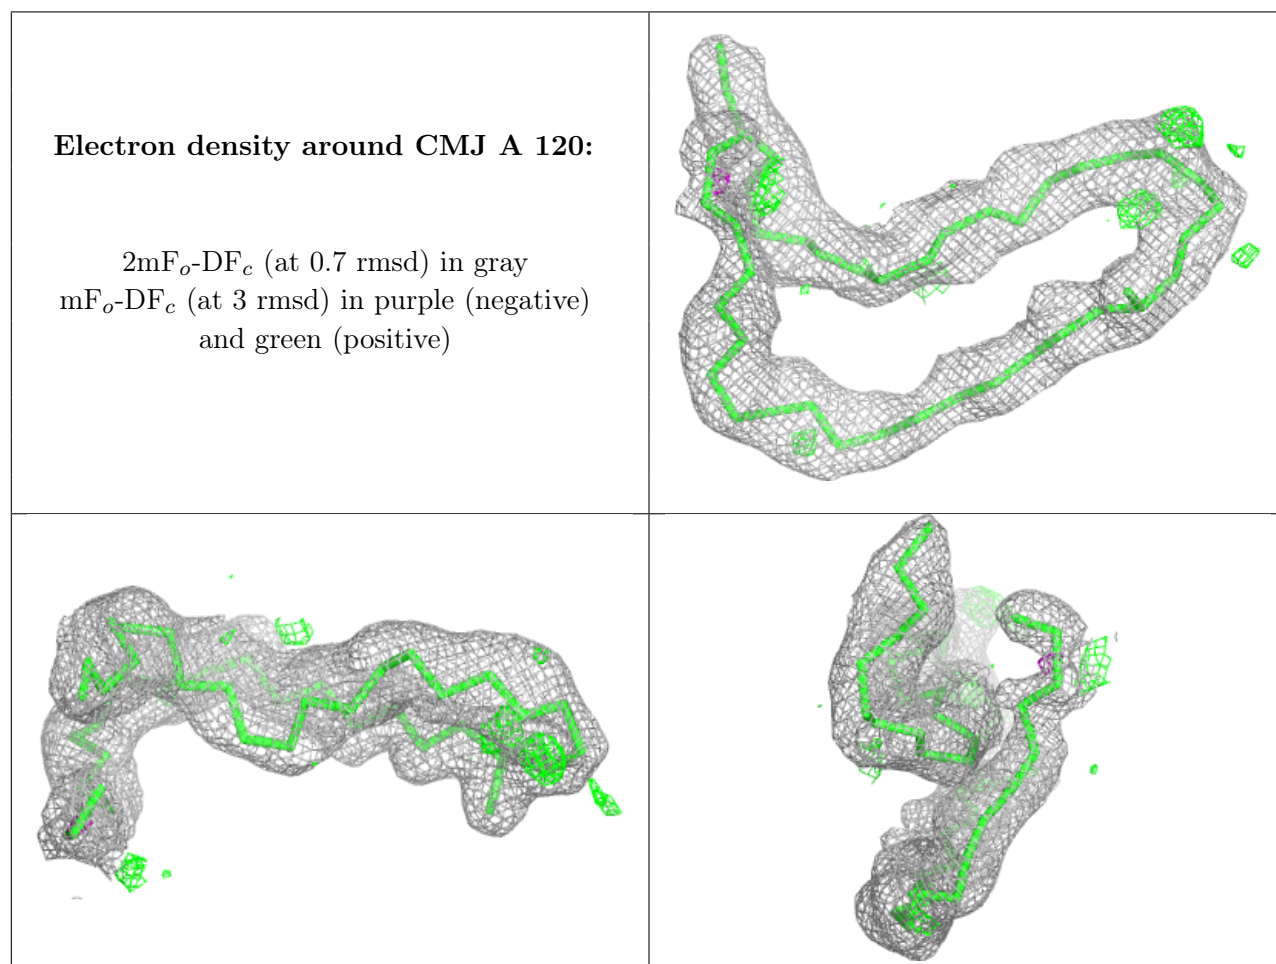 Electron density around CMJ A 120:
2mFo-DFc (at 0.7 rmsd) in gray
mFo-DFc (at 3 rmsd) in purple (negative)
and green (positive)